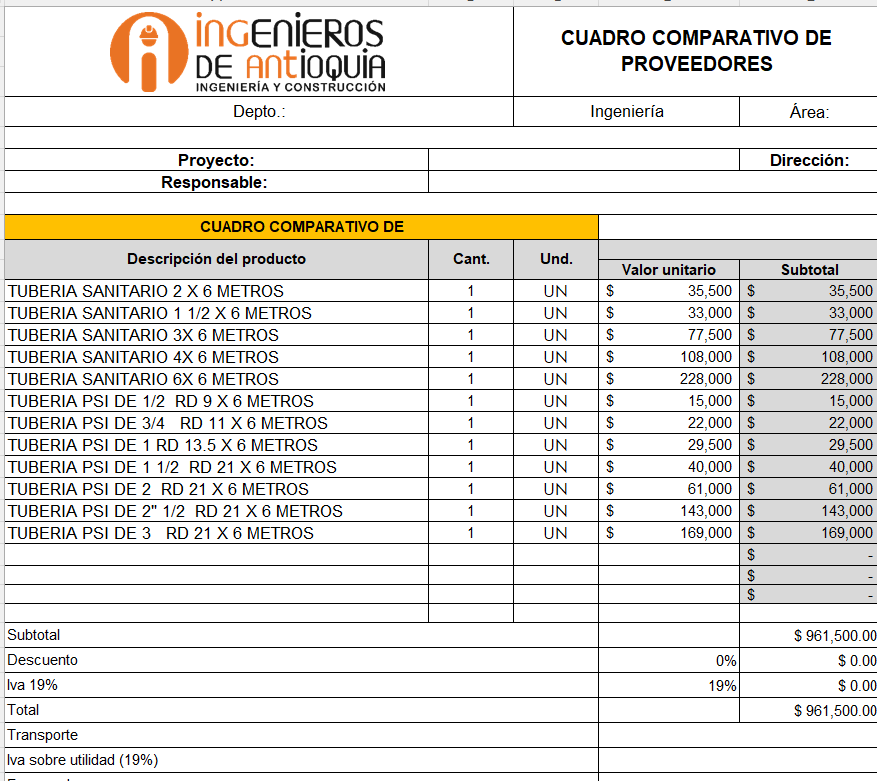 INGENIEROS
DE ANTIOQUIA
INGENIERÍA Y CONSTRUCCIÓN
CUADRO COMPARATIVO DE
PROVEEDORES
Depto.: Ingeniería Área:
Proyecto: Dirección:
Responsable:
CUADRO COMPARATIVO DE
Descripción del producto Cant. Und. Valor unitario Subtotal
TUBERIA SANITARIO 2 X 6 METROS 1 UN $ 35,500 $ 35,500
TUBERIA SANITARIO 1 1/2 X 6 METROS 1 UN $ 33,000 $ 33,000
TUBERIA SANITARIO 3X 6 METROS 1 UN $ 77,500 $ 77,500
TUBERIA SANITARIO 4X 6 METROS 1 UN $ 108,000 $ 108,000
TUBERIA SANITARIO 6X 6 METROS 1 UN $ 228,000 $ 228,000
TUBERIA PSI DE 1/2 RD 9 X 6 METROS 1 UN $ 15,000 $ 15,000
TUBERIA PSI DE 3/4 RD 11 X 6 METROS 1 UN $ 22,000 $ 22,000
TUBERIA PSI DE 1 RD 13.5 X 6 METROS 1 UN $ 29,500 $ 29,500
TUBERIA PSI DE 1 1/2 RD 21 X 6 METROS 1 UN $ 40,000 $ 40,000
TUBERIA PSI DE 2 RD 21 X 6 METROS 1 UN $ 61,000 $ 61,000
TUBERIA PSI DE 2" 1/2 RD 21 X 6 METROS 1 UN $ 143,000 $ 143,000
TUBERIA PSI DE 3 RD 21 X 6 METROS 1 UN $ 169,000 $ 169,000
$ -
$ -
$ -
Subtotal $ 961,500.00
Descuento 0% $ 0.00
Iva 19% 19% $ 0.00
Total $ 961,500.00
Transporte
Iva sobre utilidad (19%)